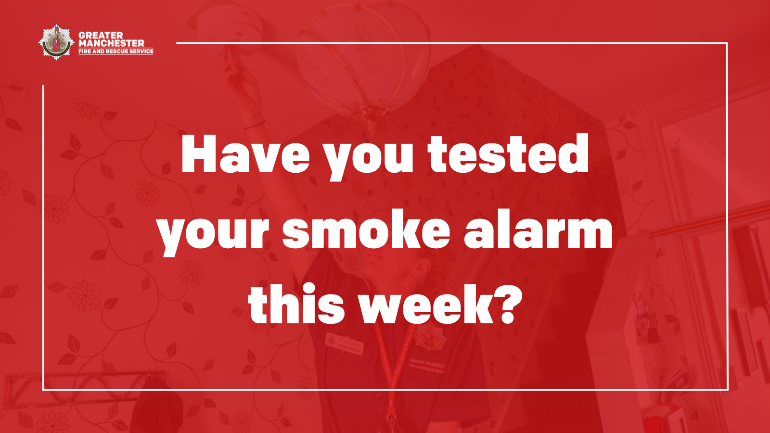 GREATER
MANCHESTER
FIRE AND RESCUE SERVICE
Have you tested
your smoke alarm
this week?